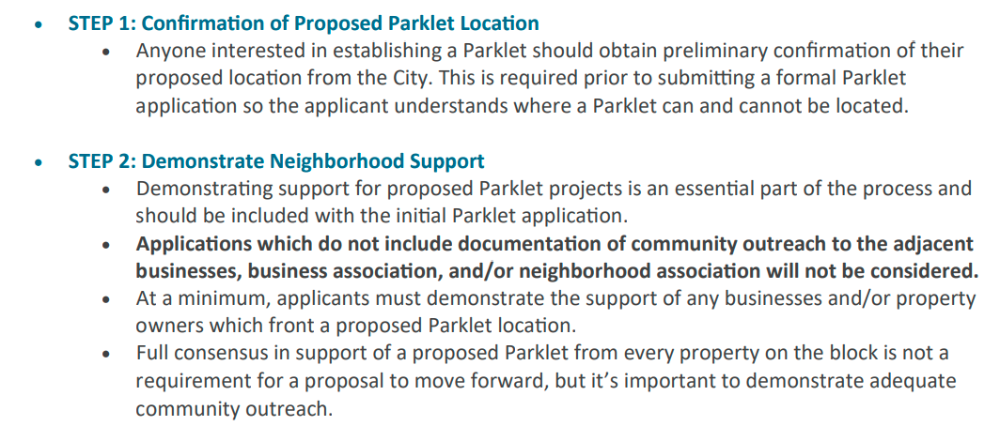 • STEP 1: Confirmation of Proposed Parklet Location
• Anyone interested in establishing a Parklet should obtain preliminary confirmation of their
proposed location from the City. This is required prior to submitting a formal Parklet
application so the applicant understands where a Parklet can and cannot be located.
• STEP 2: Demonstrate Neighborhood Support
• Demonstrating support for proposed Parklet projects is an essential part of the process and
should be included with the initial Parklet application.
• Applications which do not include documentation of community outreach to the adjacent
businesses, business association, and/or neighborhood association will not be considered.
• At a minimum, applicants must demonstrate the support of any businesses and/or property
owners which front a proposed Parklet location.
• Full consensus in support of a proposed Parklet from every property on the block is not a
requirement for a proposal to move forward, but it’s important to demonstrate adequate
community outreach.